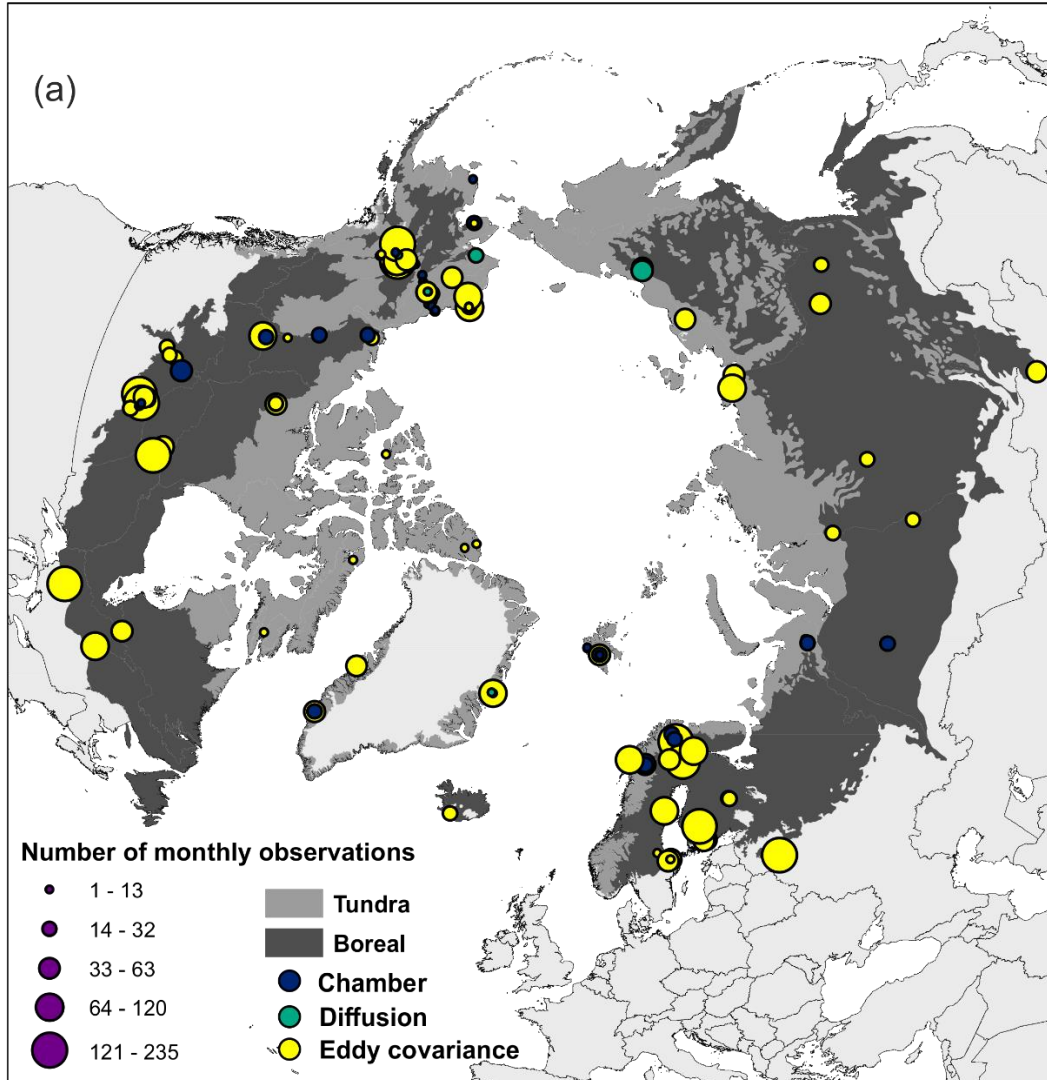 (a)
Number of monthly observations
1 - 13
14 - 32
33 - 63
64 - 120
121 - 235
Tundra
Boreal
Chamber
Diffusion
Eddy covariance